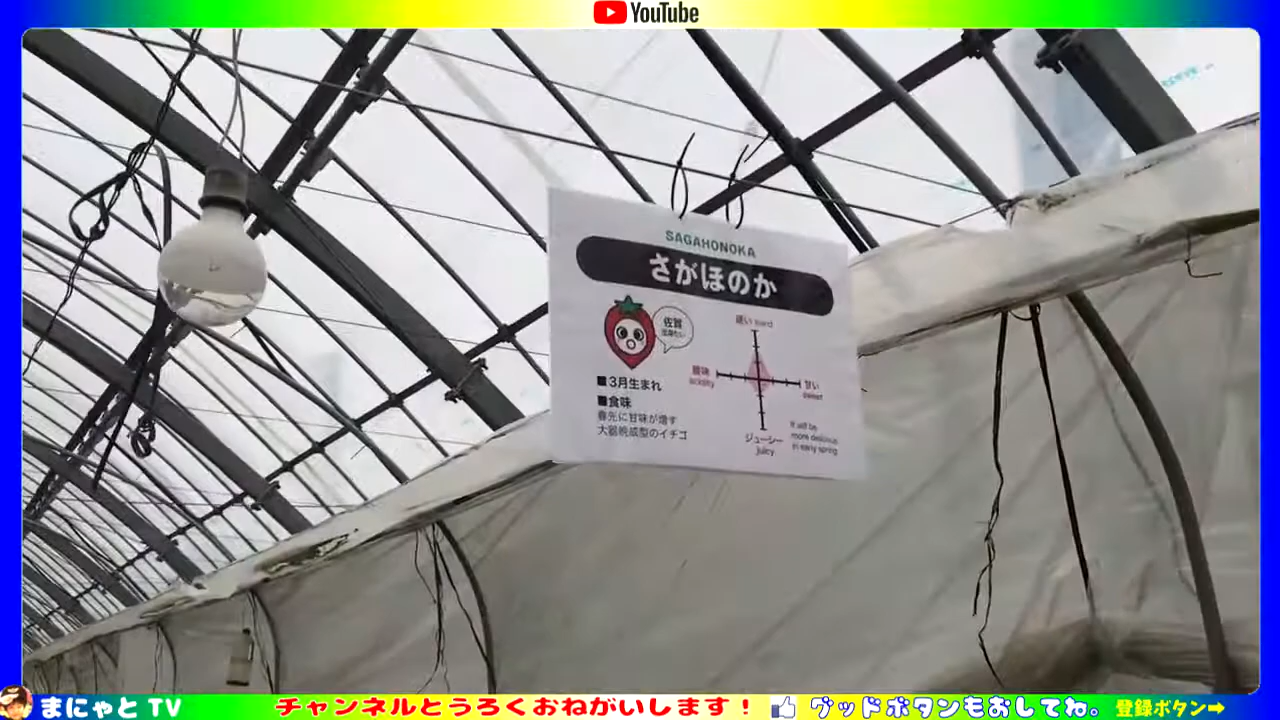 YouTube
SAGAHONOKA
さがほのか
佐賀
硬い hard
酸味
acidity
甘い
sweet
■3月生まれ
■食味
春先に甘味が増す
大器晩成型のイチゴ
ジューシー
juicy
It will be
more delicious
in early spring
まにゃと TV
チャンネルとうろくおねがいします！
グッドボタンもおしてね。
登録ボタン➡